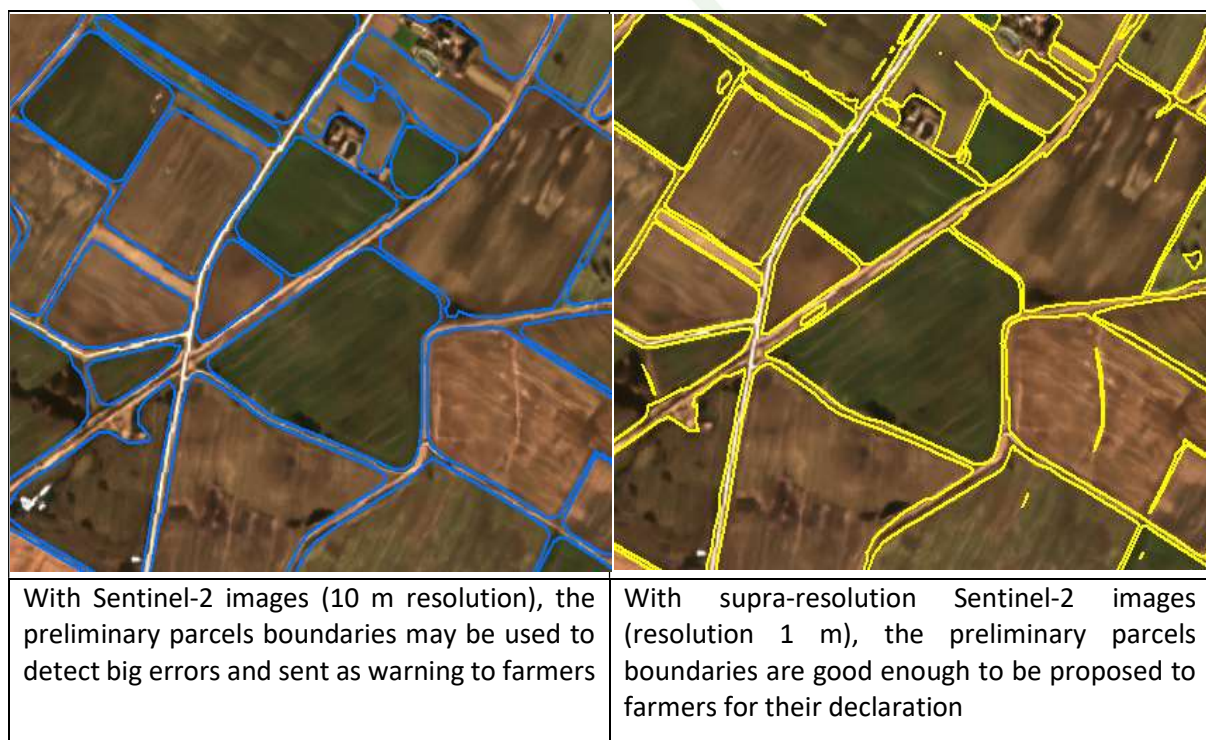 With Sentinel-2 images (10 m resolution), the
preliminary parcels boundaries may be used to
detect big errors and sent as warning to farmers
With supra-resolution Sentinel-2 images
(resolution 1 m), the preliminary parcels
boundaries are good enough to be proposed to
farmers for their declaration